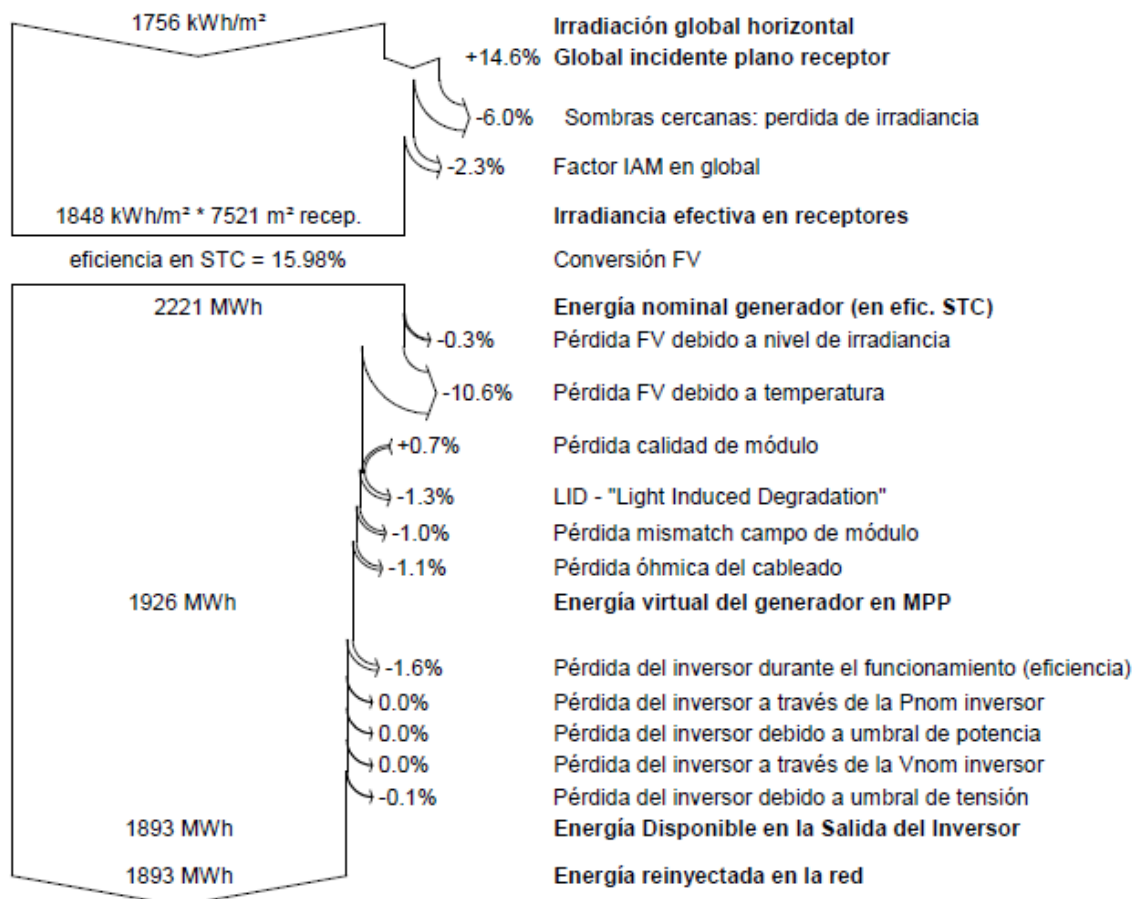 1756 kWh/m² Irradiación global horizontal
+14.6% Global incidente plano receptor
-6.0% Sombras cercanas: perdida de irradiancia
-2.3% Factor IAM en global
1848 kWh/m² * 7521 m² recep. Irradiancia efectiva en receptores
eficiencia en STC = 15.98% Conversión FV
2221 MWh Energía nominal generador (en efic. STC)
-0.3% Pérdida FV debido a nivel de irradiancia
-10.6% Pérdida FV debido a temperatura
+0.7% Pérdida calidad de módulo
-1.3% LID - "Light Induced Degradation"
-1.0% Pérdida mismatch campo de módulo
-1.1% Pérdida óhmica del cableado
1926 MWh Energía virtual del generador en MPP
-1.6% Pérdida del inversor durante el funcionamiento (eficiencia)
0.0% Pérdida del inversor a través de la Pnom inversor
0.0% Pérdida del inversor debido a umbral de potencia
0.0% Pérdida del inversor a través de la Vnom inversor
-0.1% Pérdida del inversor debido a umbral de tensión
1893 MWh Energía Disponible en la Salida del Inversor
1893 MWh Energía reinyectada en la red